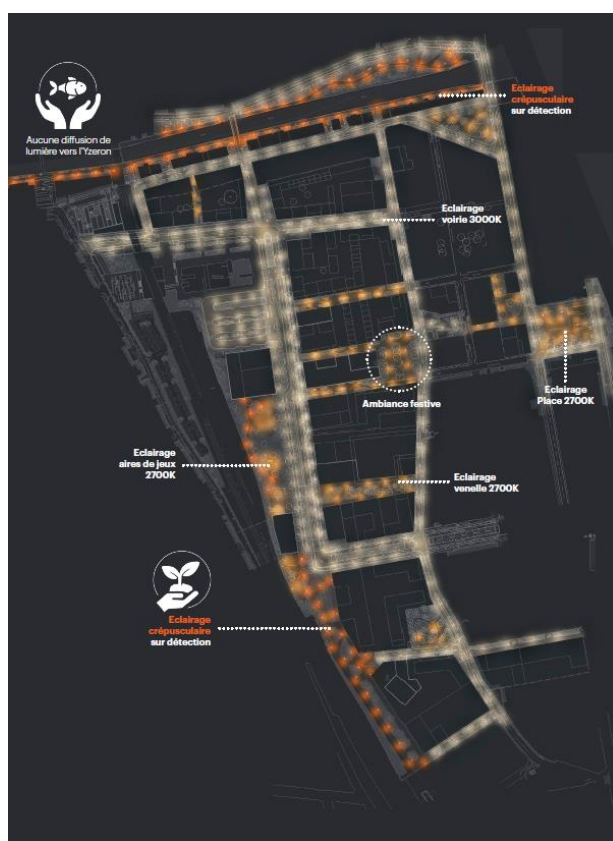 Aucune diffusion de
lumière vers l'Yzeron
Eclairage
crépusculaire
sur détection
Eclairage
voirie 3000K
Ambiance festive
Eclairage
Place 2700K
Eclairage
aires de jeux
2700K
Eclairage
venelle 2700K
Eclairage
crépusculaire
sur détection